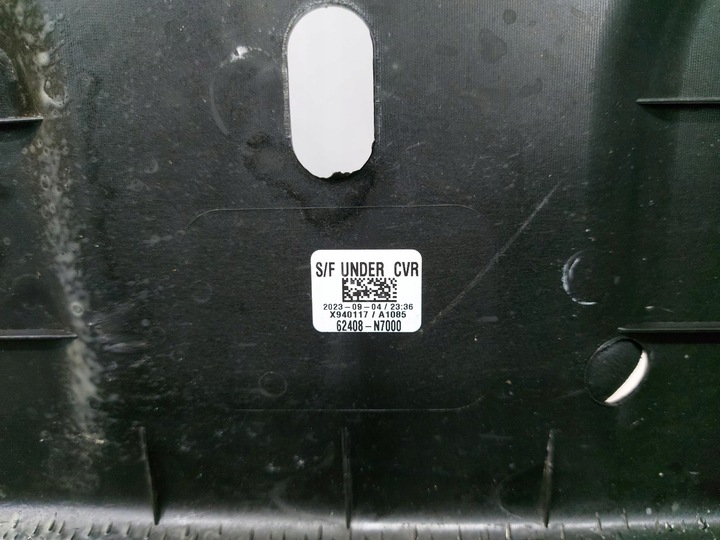 S/F UNDER CVR
2023-09-04 / 23:36
X940117 / A1085
62408-N7000